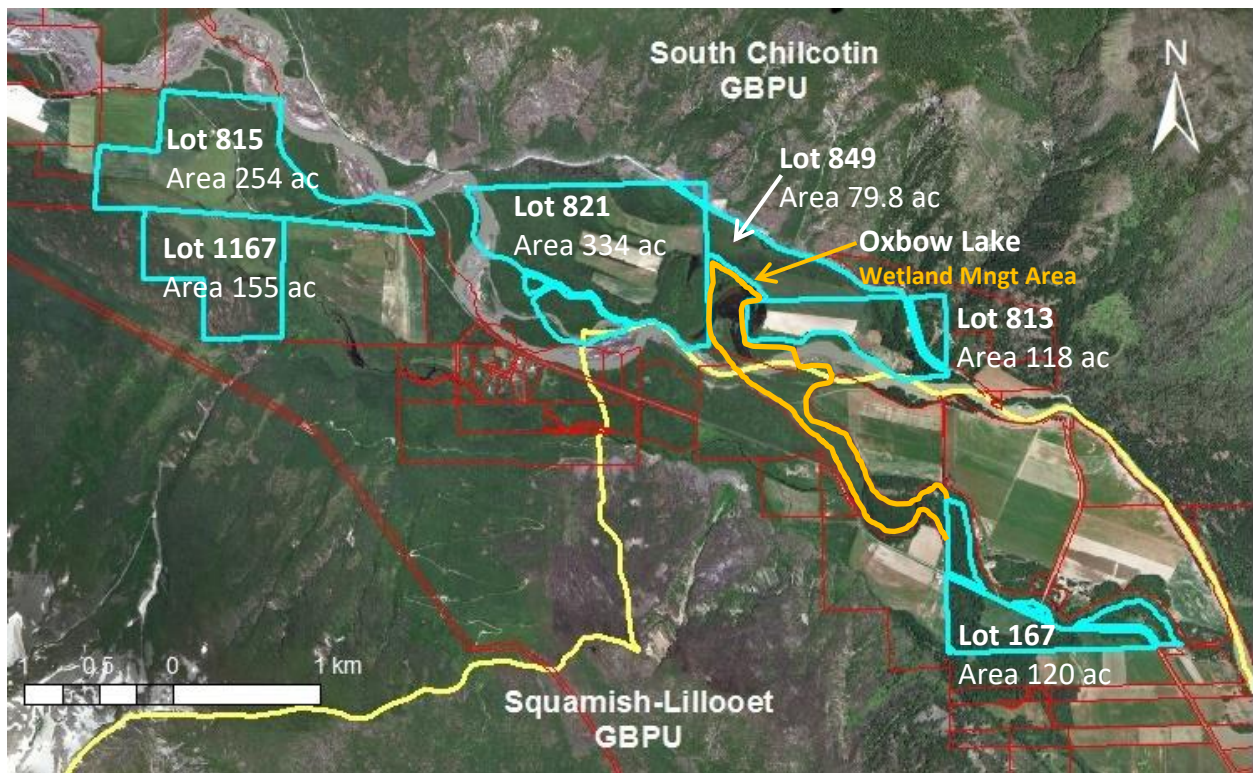 South Chilcotin
GBPU
N
Lot 815
Area 254 ac
Lot 849
Area 79.8 ac
Lot 821
Area 334 ac
Lot 1167
Area 155 ac
Oxbow Lake
Wetland Mngt Area
Lot 813
Area 118 ac
Lot 167
Area 120 ac
1 0.5 0 1 km
Squamish-Lillooet
GBPU